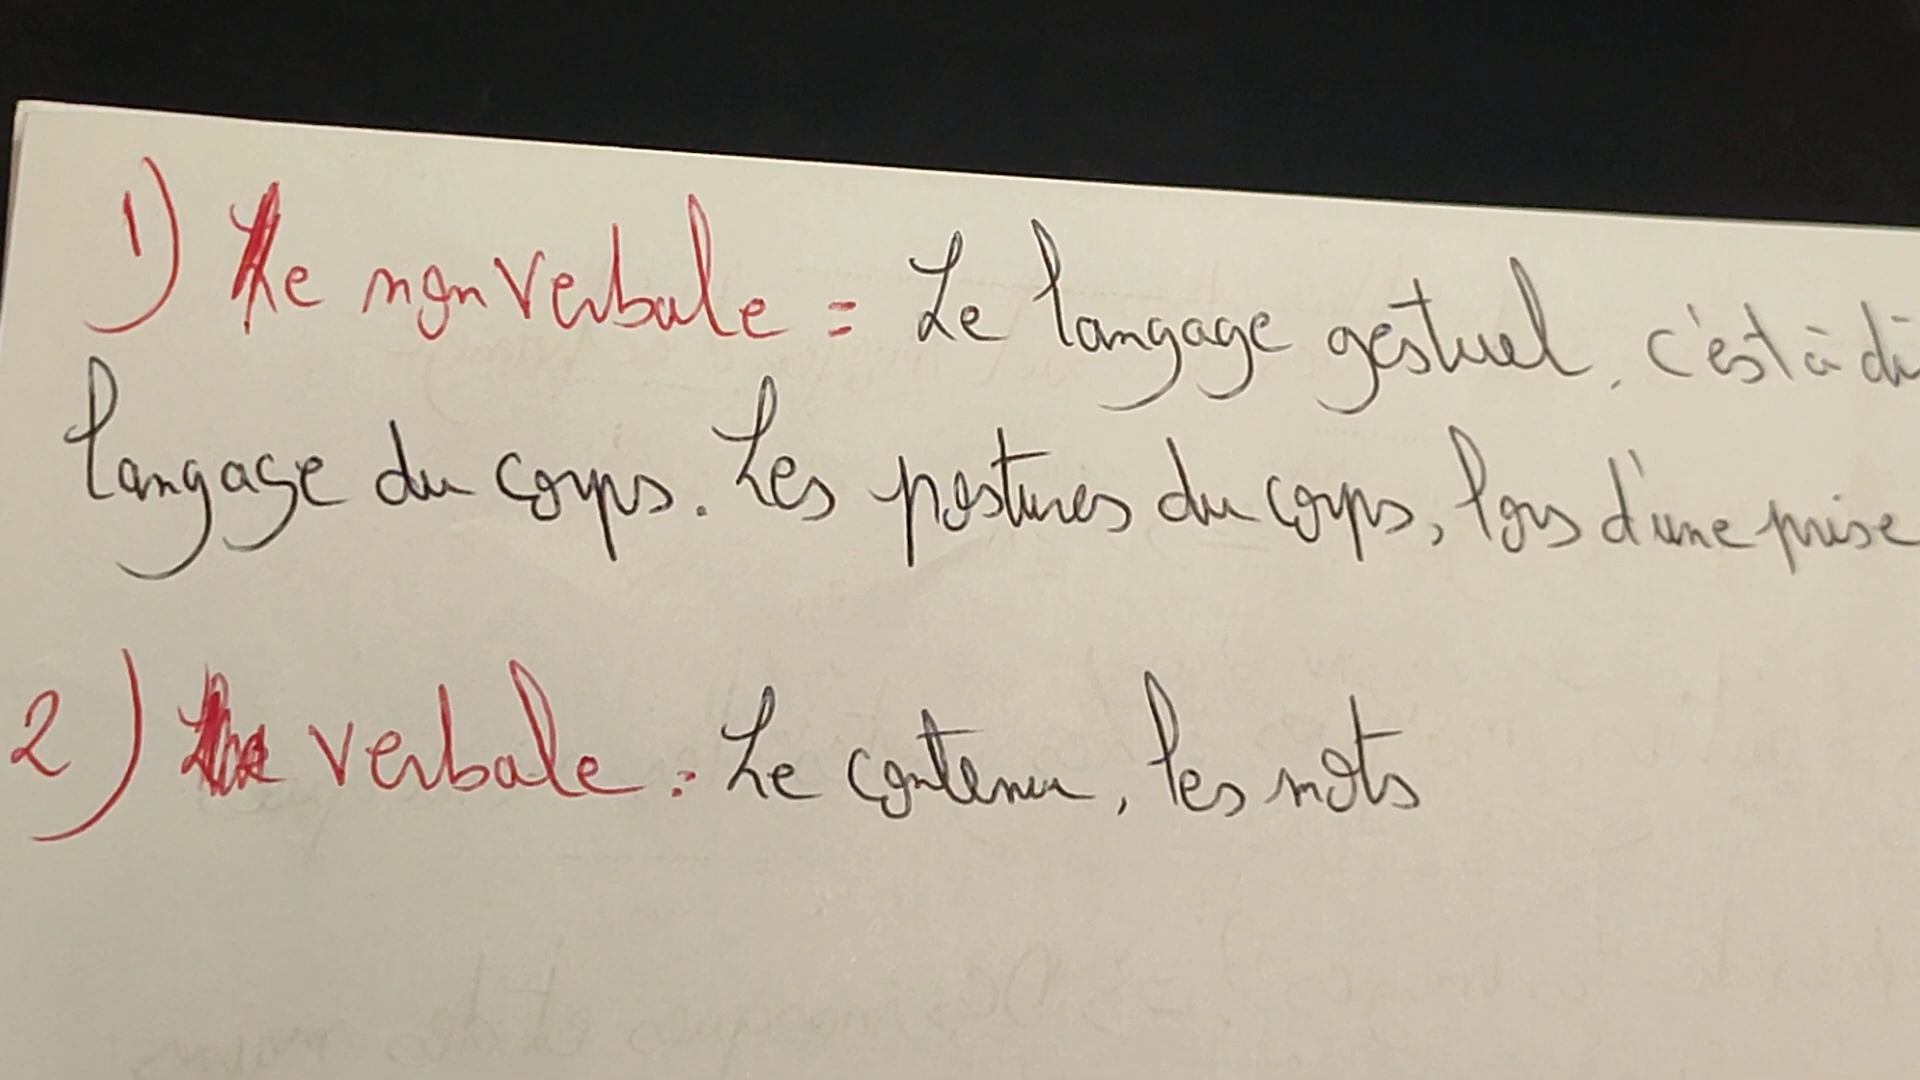 1) Le non verbale = Le langage gestuel, c'est à di
langage du corps. Les postures du corps, lors d'une prise
2) verbale : Le contenu, les mots